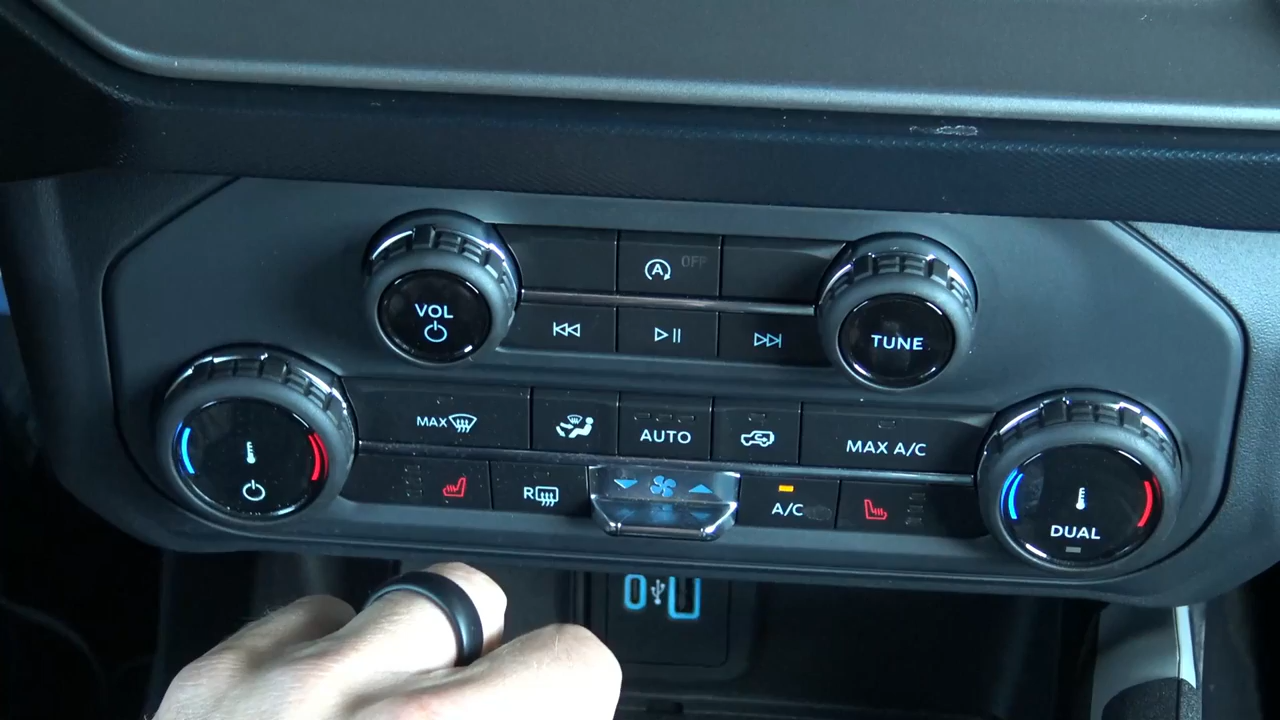 A OFF
VOL
TUNE
MAX
AUTO
MAX A/C
R
A/C
DUAL